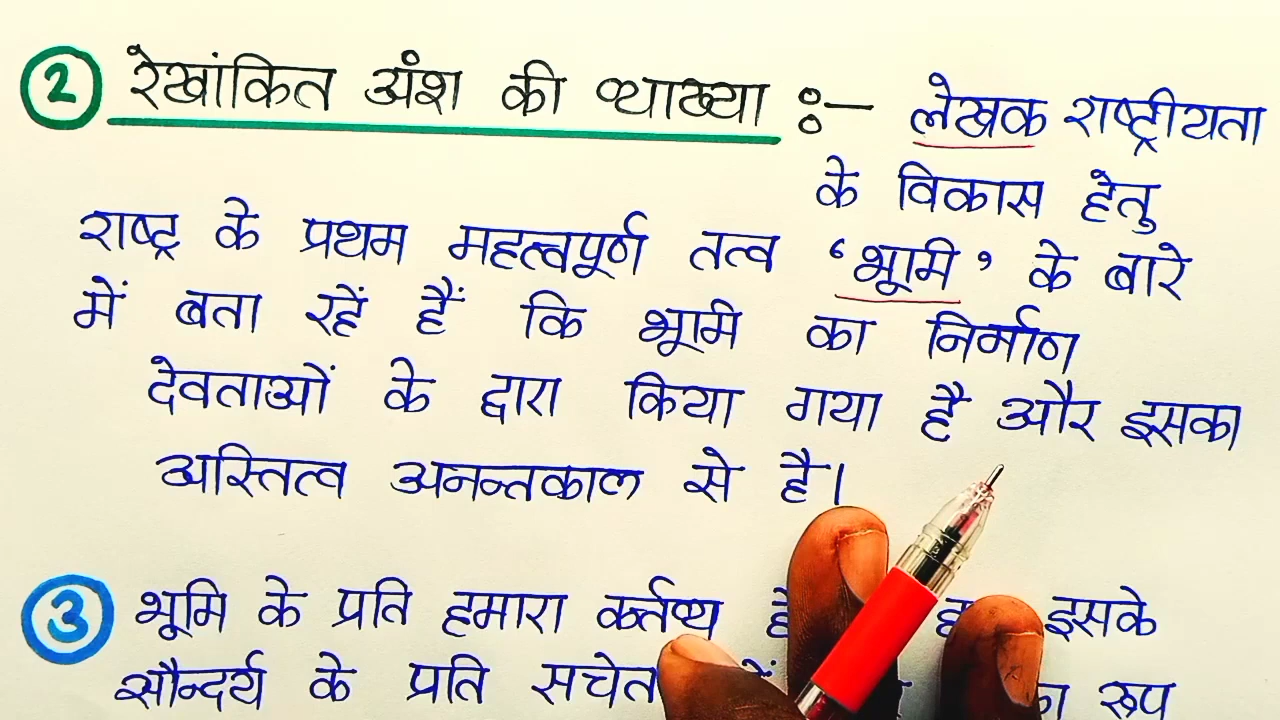 2 रेखांकित अंश की व्याख्या :- लेखक राष्ट्रीयता
के विकास हेतु
राष्ट्र के प्रथम महत्वपूर्ण तत्व 'भूमि' के बारे
में बता रहें हैं कि भूमि का निर्माण
देवताओं के द्वारा किया गया है और इसका
अस्तित्व अनन्तकाल से है।
3 भूमि के प्रति हमारा कर्तव्य इसके
सौन्दर्य के प्रति सचेत रूप